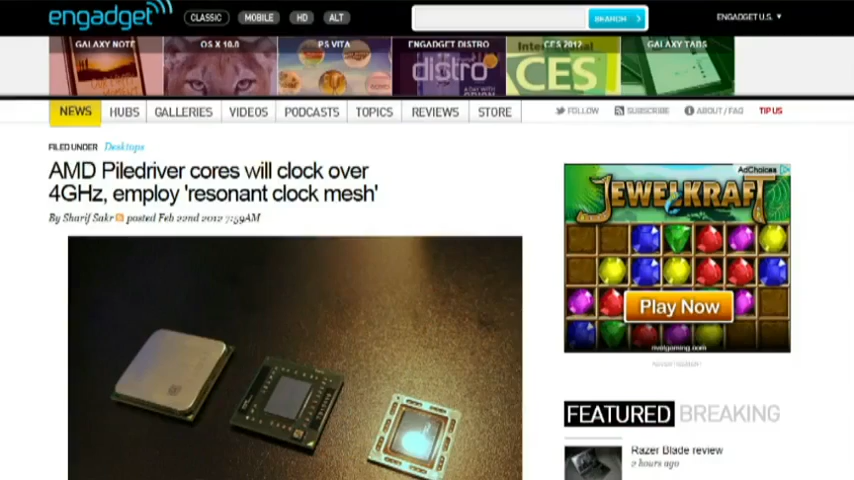 engadget
CLASSIC MOBILE HD ALT
SEARCH
ENGADGET U.S.
GALAXY NOTE OS X 10.8 PS VITA ENGADGET DISTRO CES 2012 GALAXY TABS
distro
International
CES
NEWS HUBS GALLERIES VIDEOS PODCASTS TOPICS REVIEWS STORE
FOLLOW SUBSCRIBE ABOUT / FAQ TIP US
FILED UNDER Desktops
AMD Piledriver cores will clock over
4GHz, employ 'resonant clock mesh'
By Sharif Sakr posted Feb 22nd 2012 7:59AM
AdChoices
JEWELKRAFT
Play Now
FEATURED BREAKING
Razer Blade review
2 hours ago